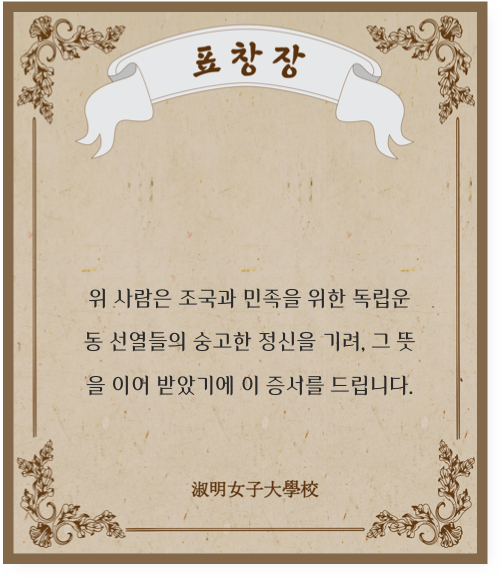 표창장
위 사람은 조국과 민족을 위한 독립운
동 선열들의 숭고한 정신을 기려, 그 뜻
을 이어 받았기에 이 증서를 드립니다.
淑明女子大學校